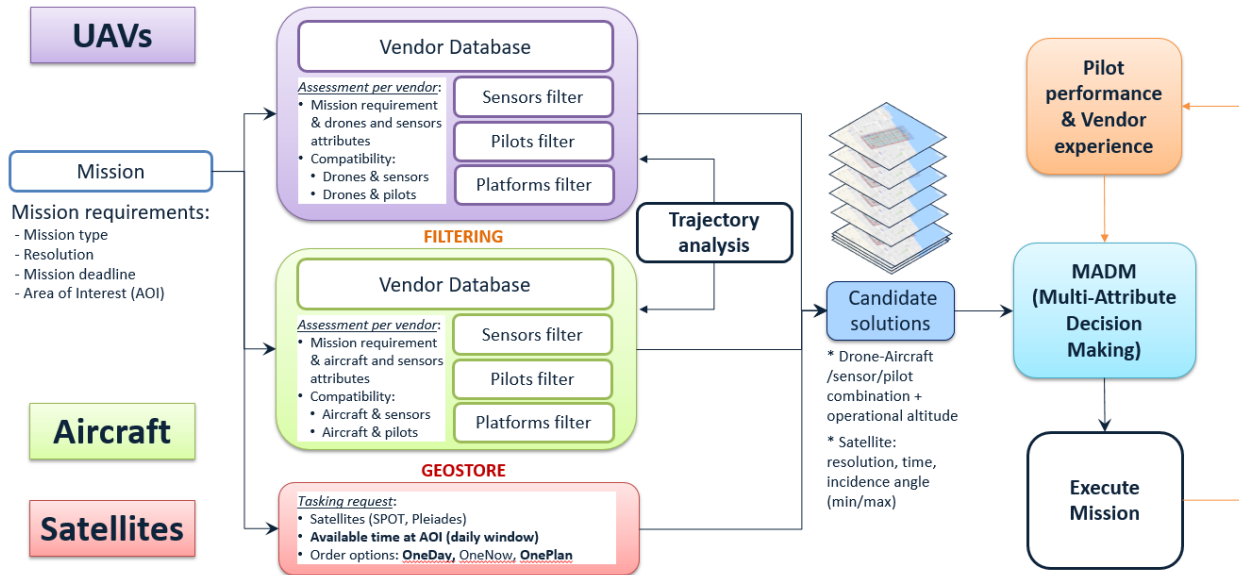 UAVs
Mission
Mission requirements:
- Mission type
- Resolution
- Mission deadline
- Area of Interest (AOI)
Aircraft
Satellites
Vendor Database
Assessment per vendor:
• Mission requirement
& drones and sensors
attributes
• Compatibility:
• Drones & sensors
• Drones & pilots
Sensors filter
Pilots filter
Platforms filter
FILTERING
Vendor Database
Assessment per vendor:
• Mission requirement
& aircraft and sensors
attributes
• Compatibility:
• Aircraft & sensors
• Aircraft & pilots
Sensors filter
Pilots filter
Platforms filter
GEOSTORE
Tasking request:
• Satellites (SPOT, Pleiades)
• Available time at AOI (daily window)
• Order options: OneDay, OneNow, OnePlan
Trajectory
analysis
Candidate
solutions
* Drone-Aircraft
/sensor/pilot
combination +
operational altitude
* Satellite:
resolution, time,
incidence angle
(min/max)
Pilot
performance
& Vendor
experience
MADM
(Multi-Attribute
Decision
Making)
Execute
Mission